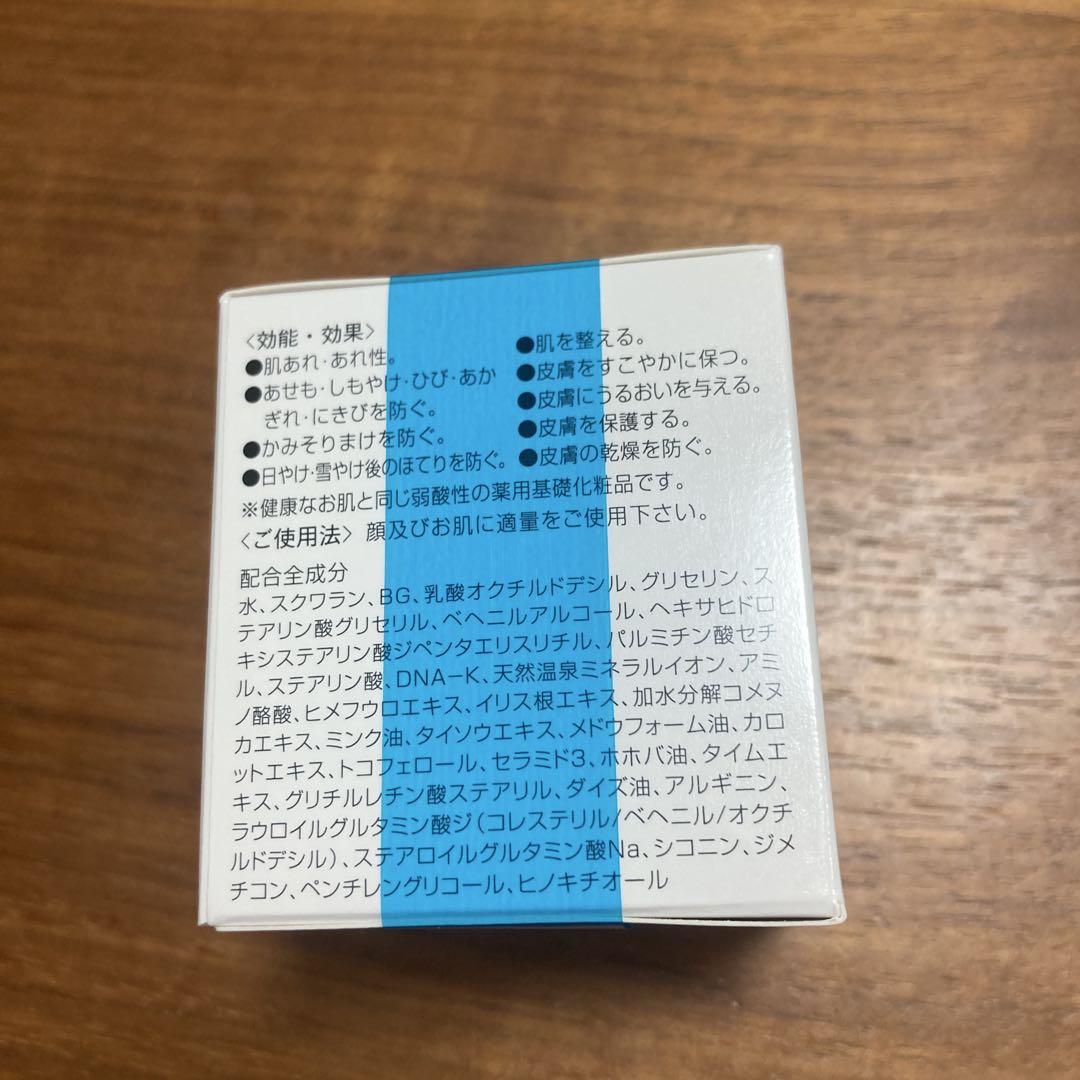 〈効能・効果〉
●肌あれ・あれ性。
●あせも・しもやけ・ひび・あか
ぎれ・にきびを防ぐ。
●かみそりまけを防ぐ。
●日やけ・雪やけ後のほてりを防ぐ。
●肌を整える。
●皮膚をすこやかに保つ。
●皮膚にうるおいを与える。
●皮膚を保護する。
●皮膚の乾燥を防ぐ。
※健康なお肌と同じ弱酸性の薬用基礎化粧品です。
〈ご使用法〉顔及びお肌に適量をご使用下さい。
配合全成分
水、スクワラン、BG、乳酸オクチルドデシル、グリセリン、ス
テアリン酸グリセリル、ベヘニルアルコール、ヘキサヒドロ
キシステアリン酸ジペンタエリスリチル、パルミチン酸セチ
ル、ステアリン酸、DNA-K、天然温泉ミネラルイオン、アミ
ノ酪酸、ヒメフウロエキス、イリス根エキス、加水分解コメヌ
カエキス、ミンク油、タイソウエキス、メドウフォーム油、カロ
ットエキス、トコフェロール、セラミド3、ホホバ油、タイムエ
キス、グリチルレチン酸ステアリル、ダイズ油、アルギニン、
ラウロイルグルタミン酸ジ(コレステリル/ベヘニル/オクチ
ルドデシル)、ステアロイルグルタミン酸Na、シコニン、ジメ
チコン、ペンチレングリコール、ヒノキチオール